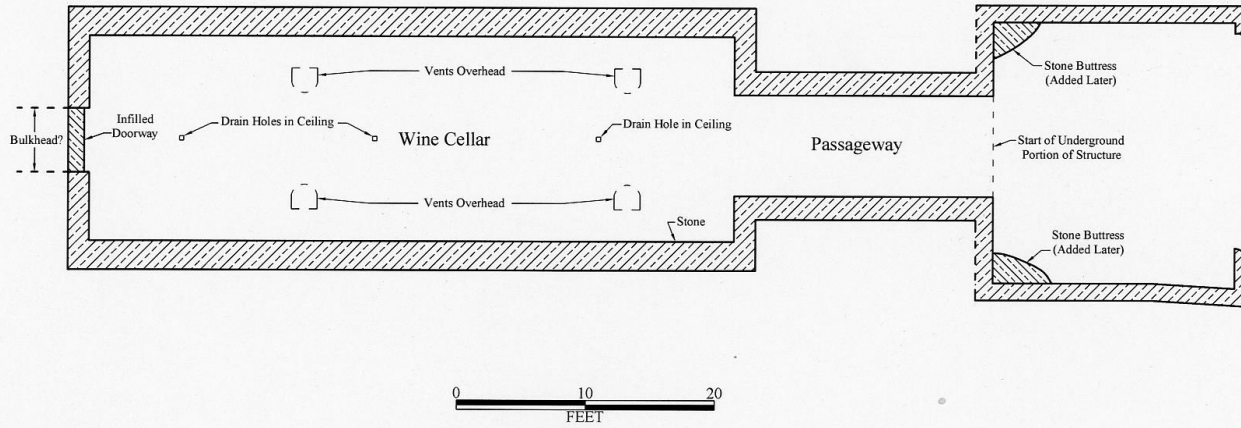 Stone Buttress
(Added Later)
Vents Overhead
Infilled
Doorway
Bulkhead?
Drain Holes in Ceiling
Wine Cellar
Drain Hole in Ceiling
Passageway
Start of Underground
Portion of Structure
Vents Overhead
Stone
Stone Buttress
(Added Later)
0 10 20
FEET